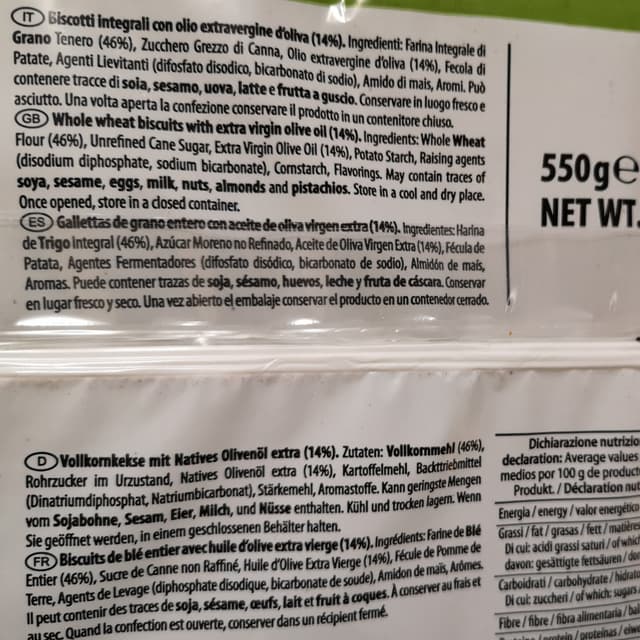 IT Biscotti integrali con olio extravergine d'oliva (14%). Ingredienti: Farina Integrale di
Grano Tenero (46%), Zucchero Grezzo di Canna, Olio extravergine d'oliva (14%), Fecola di
Patate, Agenti Lievitanti (difosfato disodico, bicarbonato di sodio), Amido di mais, Aromi. Può
contenere tracce di soia, sesamo, uova, latte e frutta a guscio. Conservare in luogo fresco e
asciutto. Una volta aperta la confezione conservare il prodotto in un contenitore chiuso.
GB Whole wheat biscuits with extra virgin olive oil (14%). Ingredients: Whole Wheat
Flour (46%), Unrefined Cane Sugar, Extra Virgin Olive Oil (14%), Potato Starch, Raising agents
(disodium diphosphate, sodium bicarbonate), Cornstarch, Flavorings. May contain traces of
soya, sesame, eggs, milk, nuts, almonds and pistachios. Store in a cool and dry place.
Once opened, store in a closed container.
ES Gallettas de grano entero con aceite de oliva virgen extra (14%). Ingredientes: Harina
de Trigo Integral (46%), Azúcar Moreno no Refinado, Aceite de Oliva Virgen Extra (14%), Fécula de
Patata, Agentes Fermentadores (difosfato disódico, bicarbonato de sodio), Almidón de maís,
Aromas. Puede contener trazas de soja, sésamo, huevos, leche y fruta de cáscara. Conservar
en lugar fresco y seco. Una vez abierto el embalaje conservar el producto en un contenedor cerrado.
550 g e
NET WT.
D Vollkornkekse mit Natives Olivenöl extra (14%). Zutaten: Vollkornmehl (46%),
Rohrzucker im Urzustand, Natives Olivenöl extra (14%), Kartoffelmehl, Backttriebmittel
(Dinatriumdiphosphat, Natriumbicarbonat), Stärkemehl, Aromastoffe. Kann geringste Mengen
vom Sojabohne, Sesam, Eier, Milch, und Nüsse enthalten. Kühl und trocken lagern. Wenn
Sie geöffnet werden, in einem geschlossenen Behälter halten.
FR Biscuits de blé entier avec huile d'olive extra vierge (14%). Ingrédients: Farine de Blé
Entier (46%), Sucre de Canne non Raffiné, Huile d'Olive Extra Vierge (14%), Fécule de Pomme de
Terre, Agents de Levage (diphosphate disodique, bicarbonate de soude), Amidon de maïs, Arômes.
Il peut contenir des traces de soja, sésame, œufs, lait et fruit à coques. À conserver au frais et
au sec. Quand la confection est ouverte, conserver dans un récipient fermé.
Dichiarazione nutrizio
declaration: Average values
medios por 100 g de product
Produkt. / Déclaration nut
Energia / energy / valor energético
Grassi / fat / grasas / fett / matière
Di cui: acidi grassi saturi / of which
davon: gesättigte fettsäuren / do
Carboidrati / carbohydrate / hidrat
Di cui: zuccheri / of which: sugars
Fibre / fibre / fibra alimentaria / ba